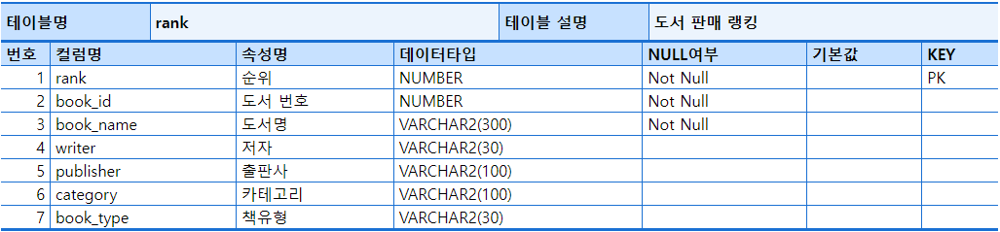 테이블명 rank 테이블 설명 도서 판매 랭킹
번호 컬럼명 속성명 데이터타입 NULL여부 기본값 KEY
1 rank 순위 NUMBER Not Null PK
2 book_id 도서 번호 NUMBER Not Null
3 book_name 도서명 VARCHAR2(300) Not Null
4 writer 저자 VARCHAR2(30)
5 publisher 출판사 VARCHAR2(100)
6 category 카테고리 VARCHAR2(100)
7 book_type 책유형 VARCHAR2(30)